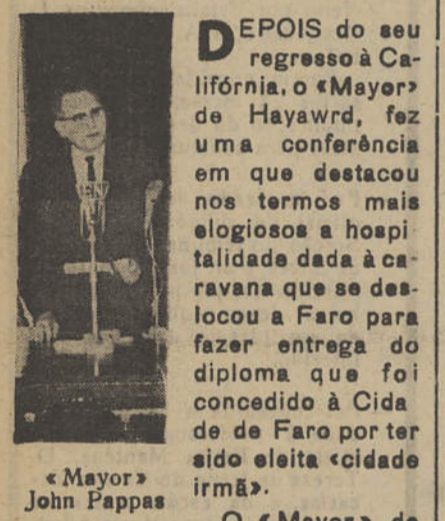 DEPOIS do seu
regresso à Ca-
lifórnia, o «Mayor»
de Hayawrd, fez
uma conferência
em que destacou
nos termos mais
elogiosos a hospi-
talidade dada à ca-
ravana que se des-
locou a Faro para
fazer entrega do
diploma que foi
concedido à Cida
de de Faro por ter
sido eleita «cidade
irmã».
O «Mayor» de
«Mayor»
John Pappas